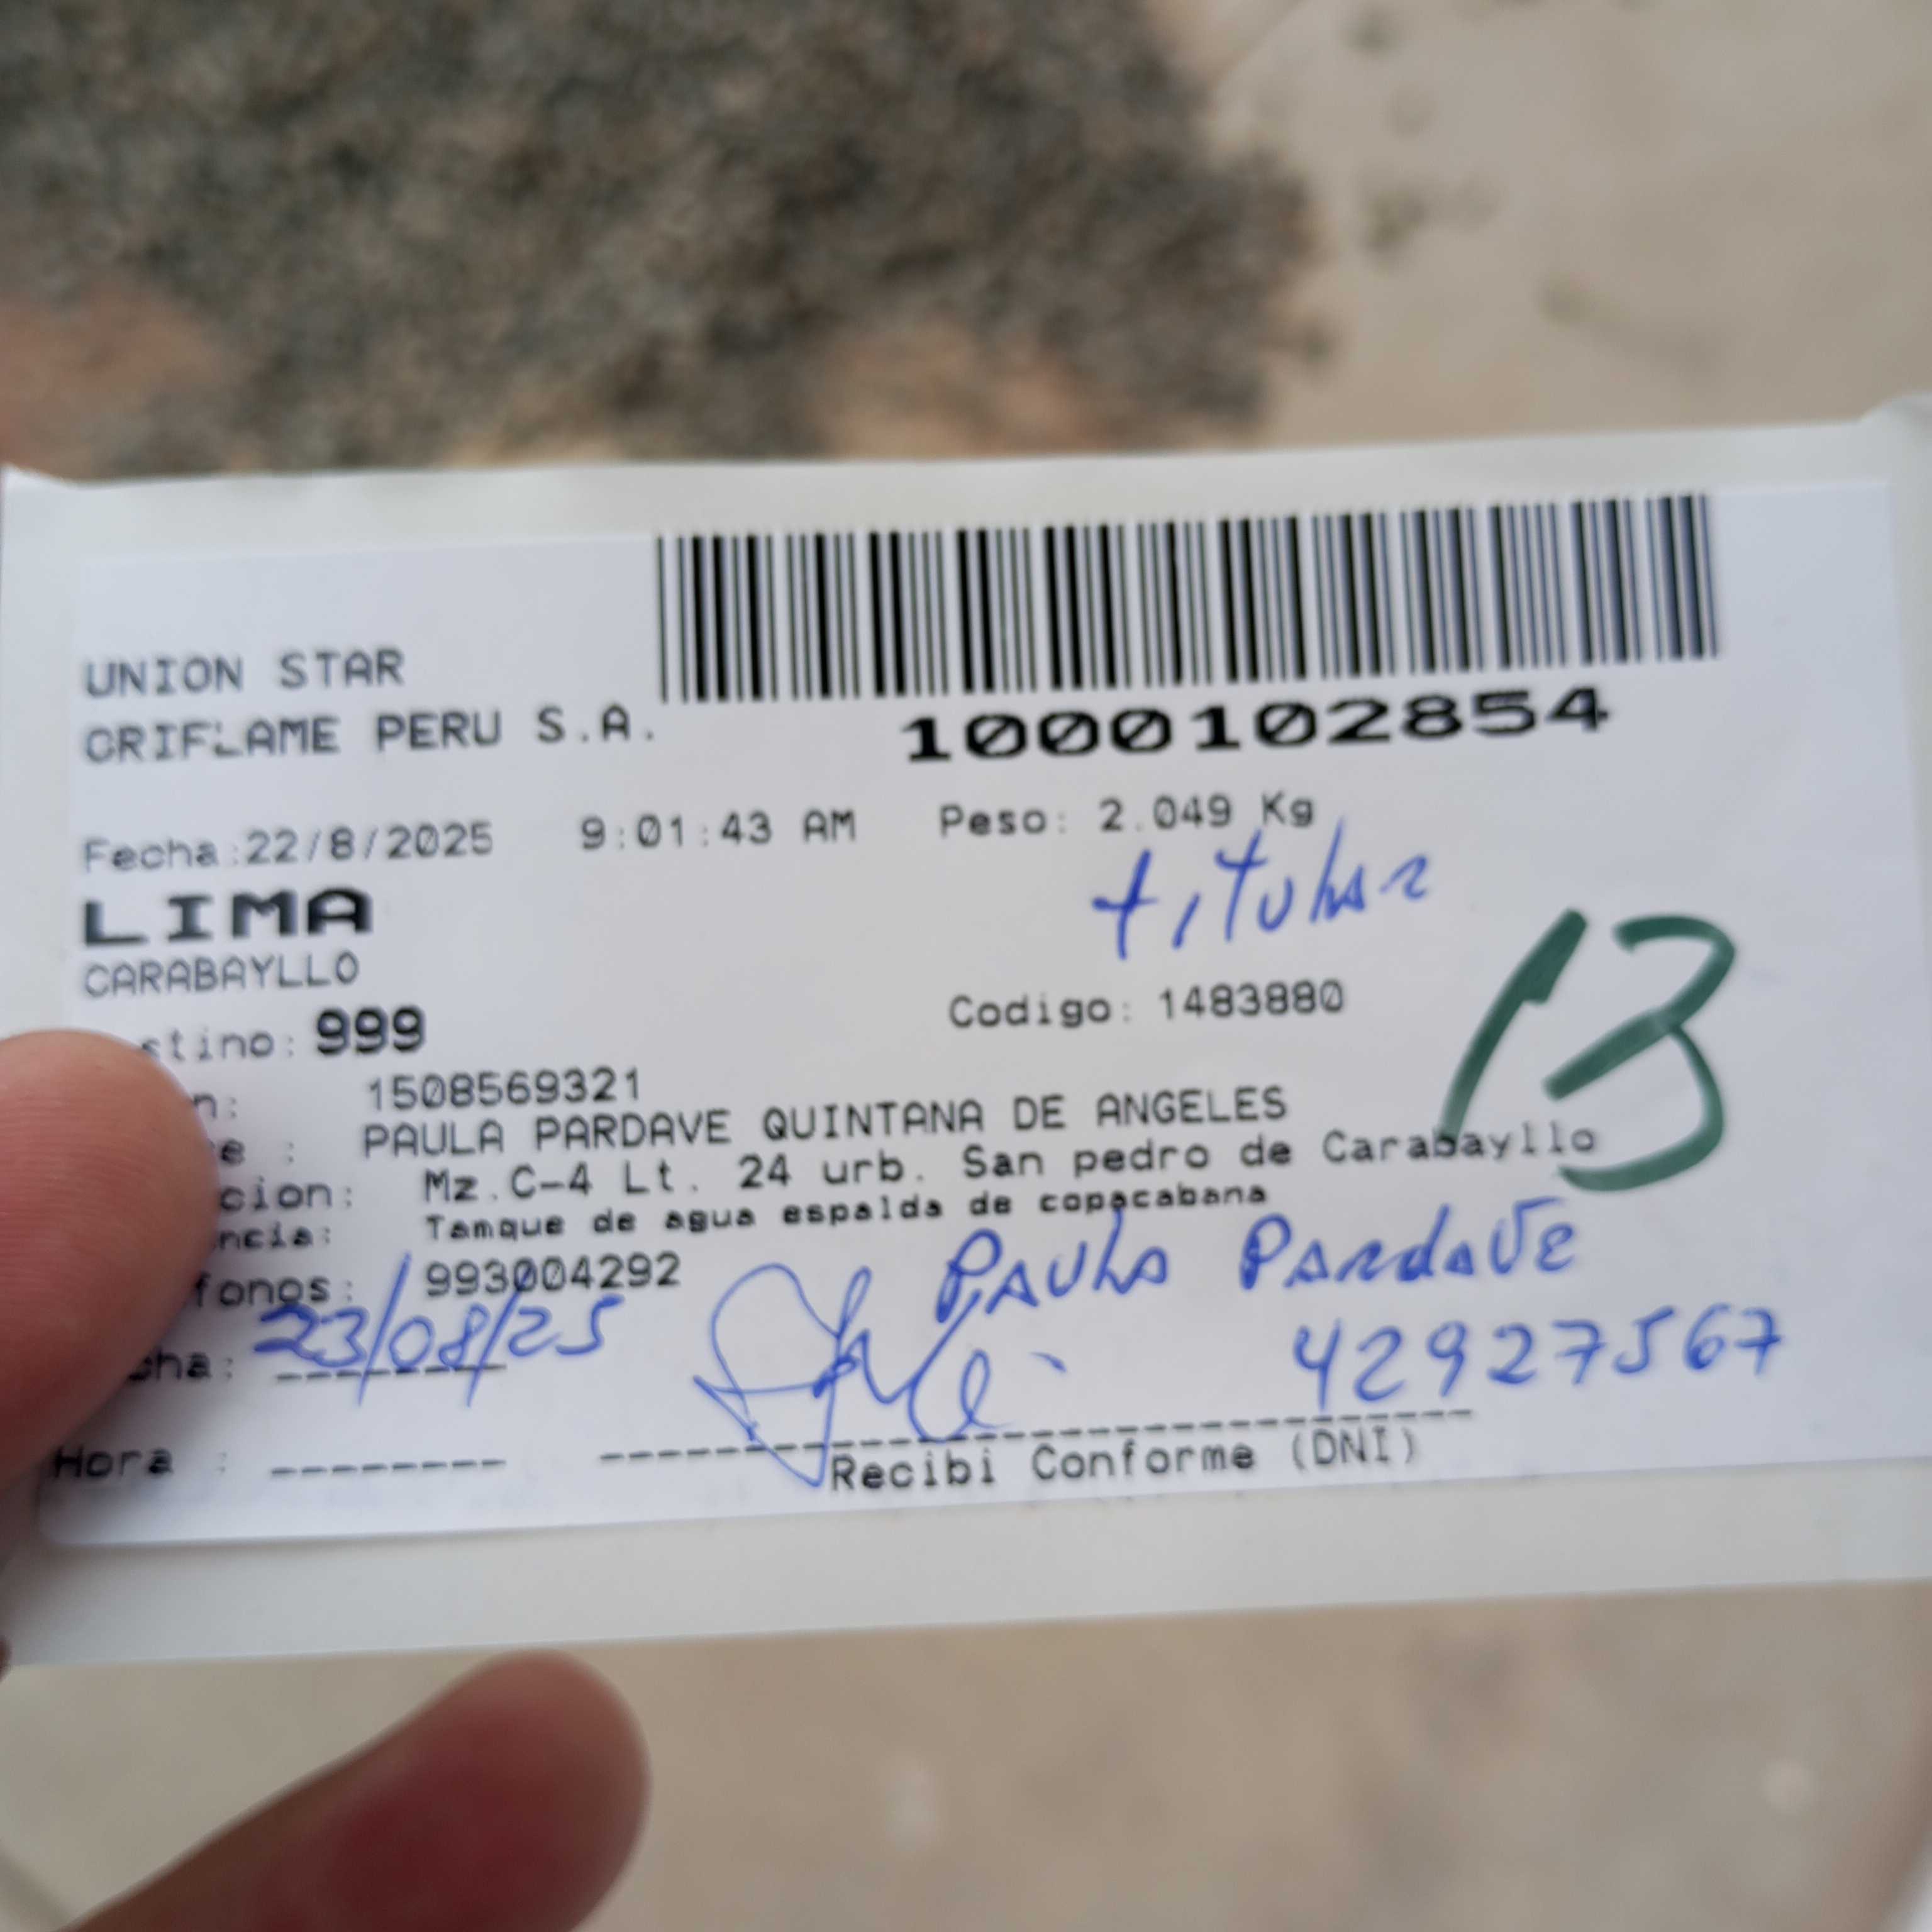 UNION STAR
ORIFLAME PERU S.A.
1000102854
Fecha:22/8/2025 9:01:43 AM Peso: 2.049 Kg
titular
LIMA
CARABAYLLO
stino: 999 Codigo: 1483880
13
n: 1508569321
e : PAULA PARDAVE QUINTANA DE ANGELES
cion: Mz.C-4 Lt. 24 urb. San pedro de Carabayllo
ncia: Tamque de agua espalda de copacabana
fonos: 993004292
Paula Pardave
cha: 23/08/25 42927567
Hora :
Recibi Conforme (DNI)